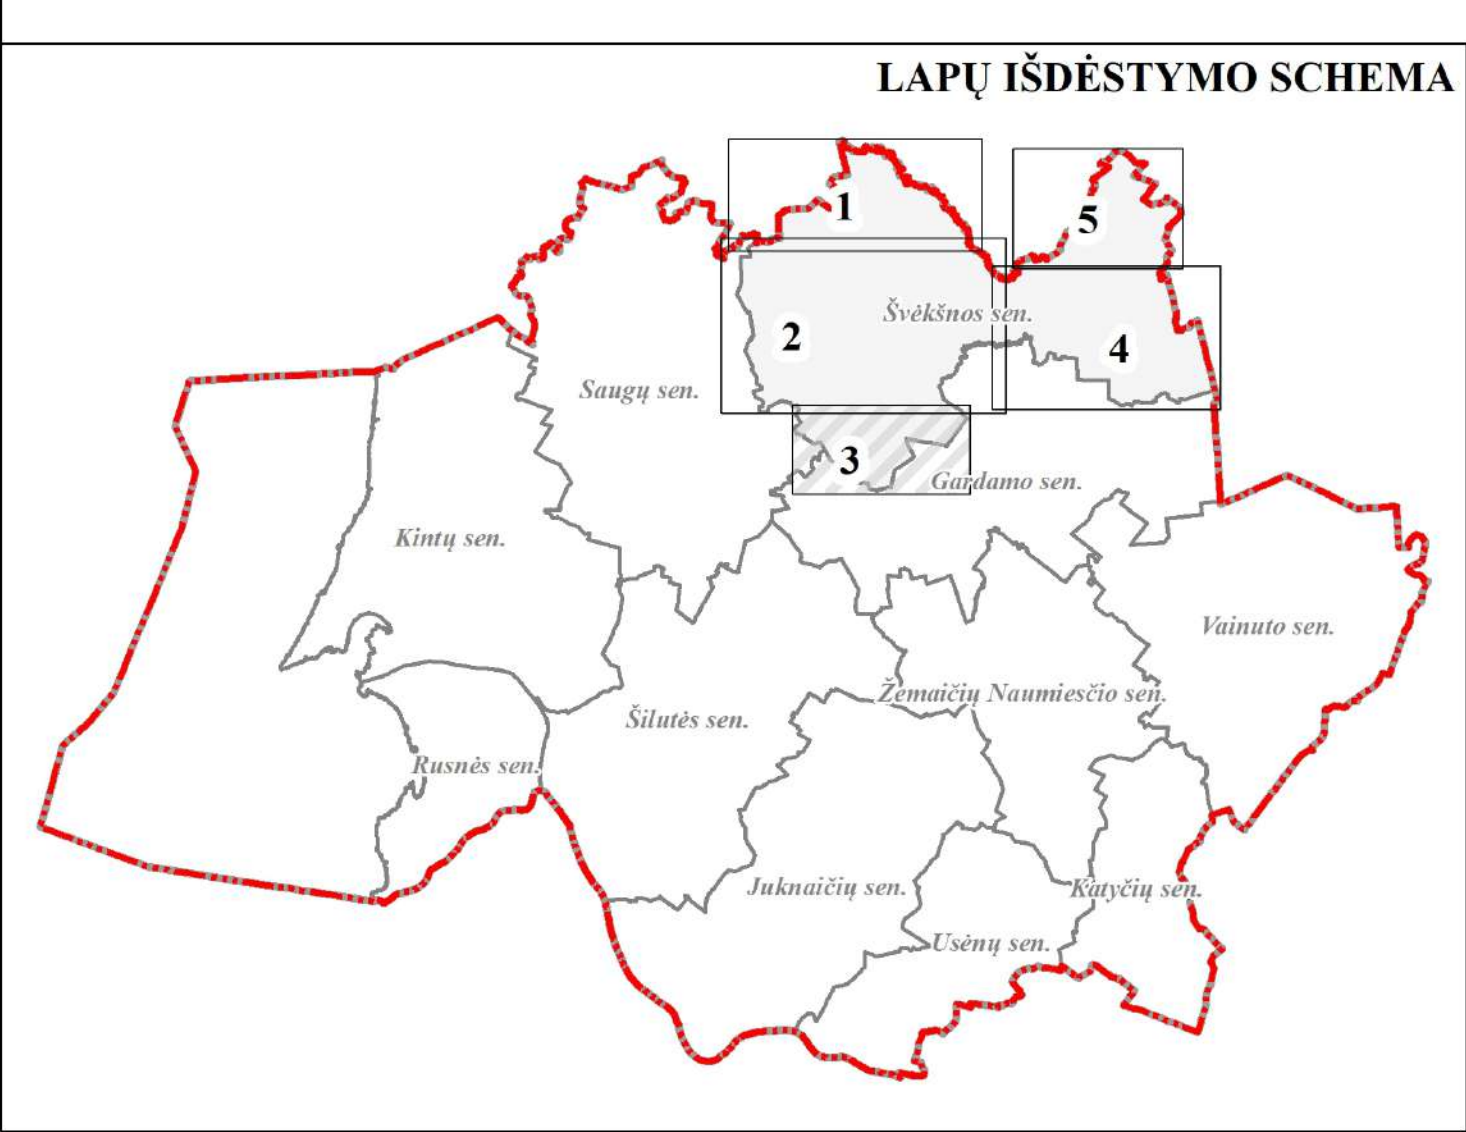 LAPŲ IŠDĖSTYMO SCHEMA
1
5
Švėkšnos sen.
2
4
Saugų sen.
3
Gardamo sen.
Kintų sen.
Vainuto sen.
Žemaičių Naumiesčio sen.
Šilutės sen.
Rusnės sen.
Juknaičių sen.
Katyčių sen.
Usėnų sen.